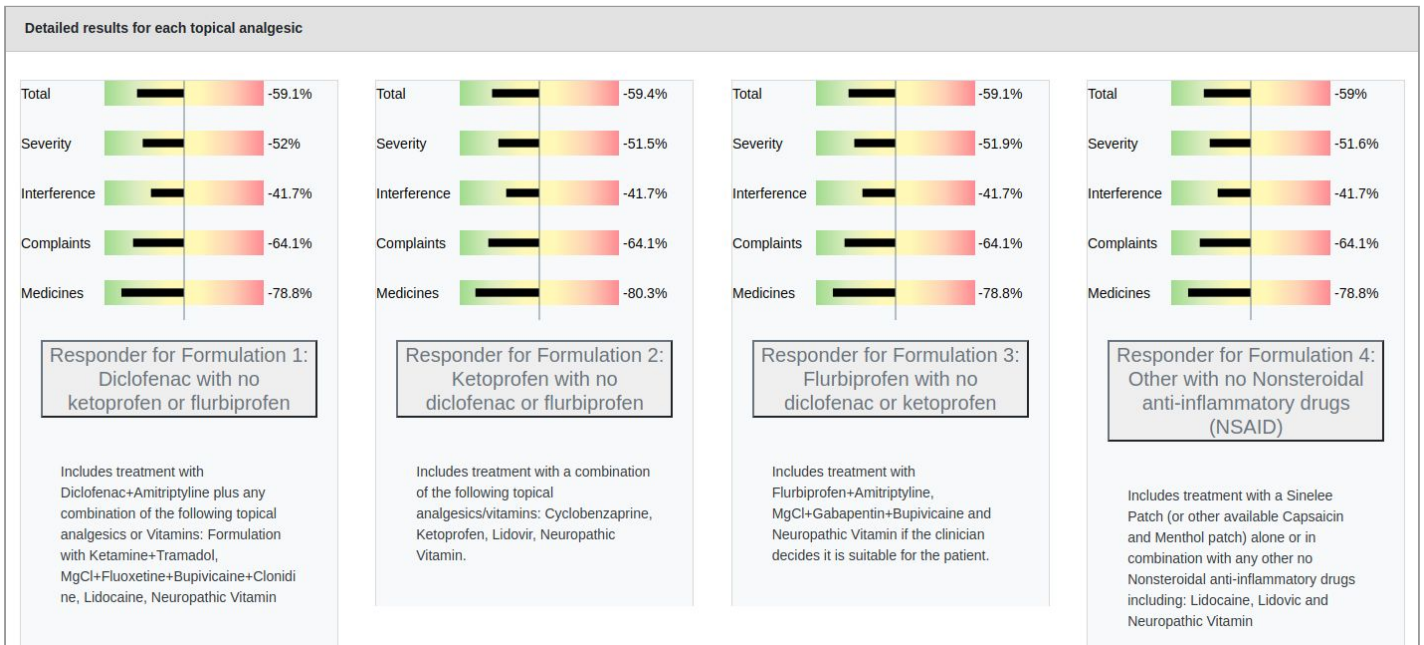 Detailed results for each topical analgesic
Total -59.1%
Severity -52%
Interference -41.7%
Complaints -64.1%
Medicines -78.8%
Responder for Formulation 1:
Diclofenac with no
ketoprofen or flurbiprofen
Includes treatment with
Diclofenac+Amitriptyline plus any
combination of the following topical
analgesics or Vitamins: Formulation
with Ketamine+Tramadol,
MgCl+Fluoxetine+Bupivicaine+Clonidi
ne, Lidocaine, Neuropathic Vitamin
Total -59.4%
Severity -51.5%
Interference -41.7%
Complaints -64.1%
Medicines -80.3%
Responder for Formulation 2:
Ketoprofen with no
diclofenac or flurbiprofen
Includes treatment with a combination
of the following topical
analgesics/vitamins: Cyclobenzaprine,
Ketoprofen, Lidovir, Neuropathic
Vitamin.
Total -59.1%
Severity -51.9%
Interference -41.7%
Complaints -64.1%
Medicines -78.8%
Responder for Formulation 3:
Flurbiprofen with no
diclofenac or ketoprofen
Includes treatment with
Flurbiprofen+Amitriptyline,
MgCl+Gabapentin+Bupivicaine and
Neuropathic Vitamin if the clinician
decides it is suitable for the patient.
Total -59%
Severity -51.6%
Interference -41.7%
Complaints -64.1%
Medicines -78.8%
Responder for Formulation 4:
Other with no Nonsteroidal
anti-inflammatory drugs
(NSAID)
Includes treatment with a Sinelee
Patch (or other available Capsaicin
and Menthol patch) alone or in
combination with any other no
Nonsteroidal anti-inflammatory drugs
including: Lidocaine, Lidovic and
Neuropathic Vitamin